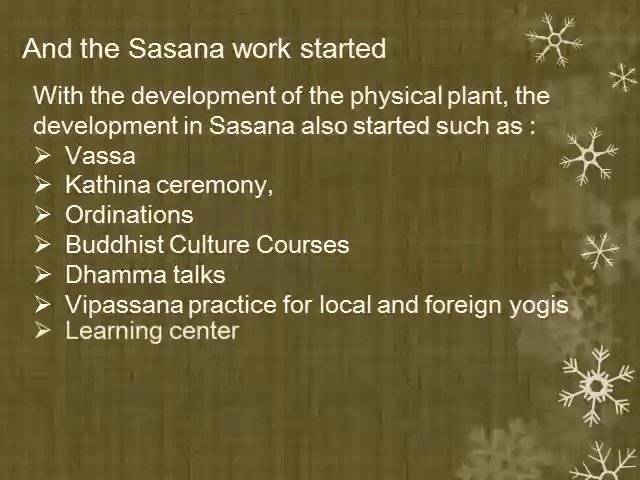 And the Sasana work started
With the development of the physical plant, the
development in Sasana also started such as :
➢ Vassa
➢ Kathina ceremony,
➢ Ordinations
➢ Buddhist Culture Courses
➢ Dhamma talks
➢ Vipassana practice for local and foreign yogis
➢ Learning center